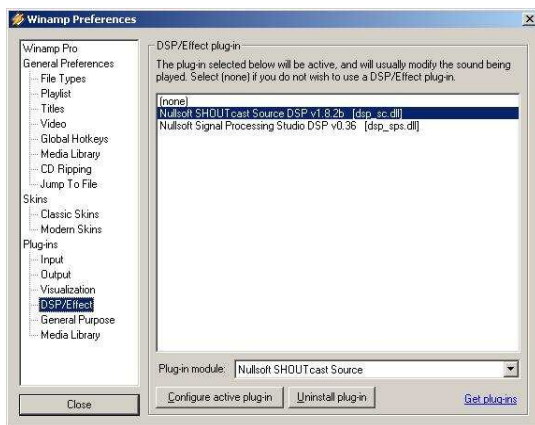 Winamp Preferences
Winamp Pro
General Preferences
File Types
Playlist
Titles
Video
Global Hotkeys
Media Library
CD Ripping
Jump To File
Skins
Classic Skins
Modern Skins
Plug-ins
Input
Output
Visualization
DSP/Effect
General Purpose
Media Library
Close
DSP/Effect plug-in
The plug-in selected below will be active, and will usually modify the sound being
played. Select (none) if you do not wish to use a DSP/Effect plug-in.
(none)
Nullsoft SHOUTcast Source DSP v1.8.2b [dsp_sc.dll]
Nullsoft Signal Processing Studio DSP v0.36 [dsp_sps.dll]
Plug-in module: Nullsoft SHOUTcast Source
Configure active plug-in Uninstall plug-in Get plug-ins